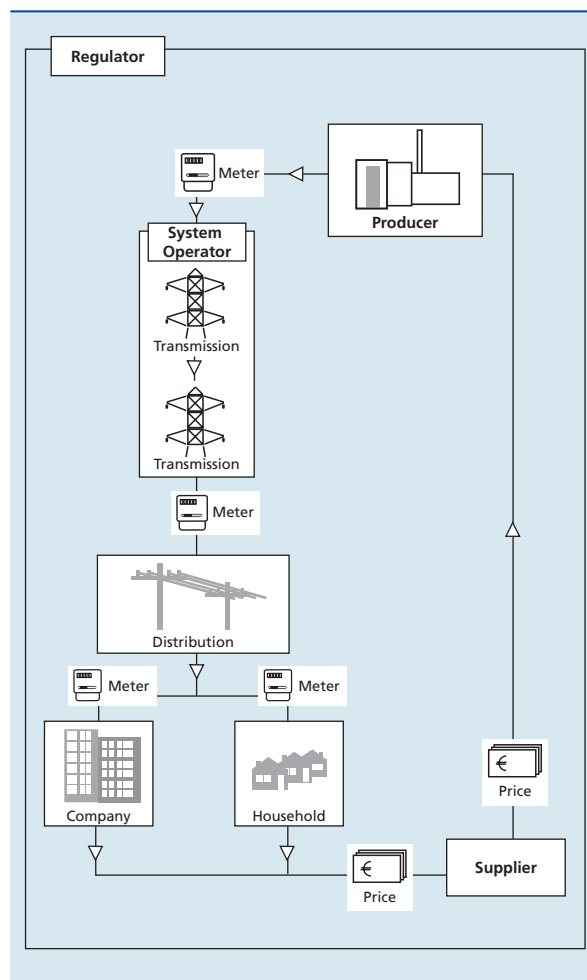 Regulator
Meter
Producer
System
Operator
Transmission
Transmission
Meter
Distribution
Meter
Meter
Company
Household
€
Price
€
Price
Supplier